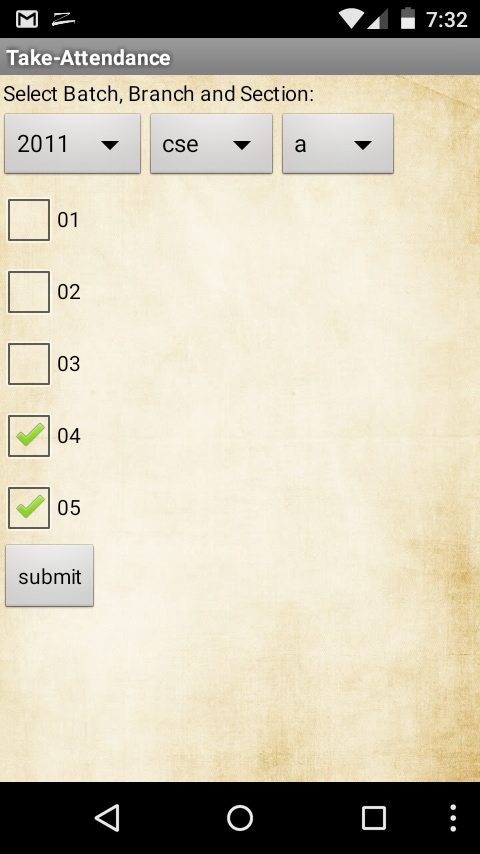 7:32
Take-Attendance
Select Batch, Branch and Section:
2011 cse a
01
02
03
04
05
submit